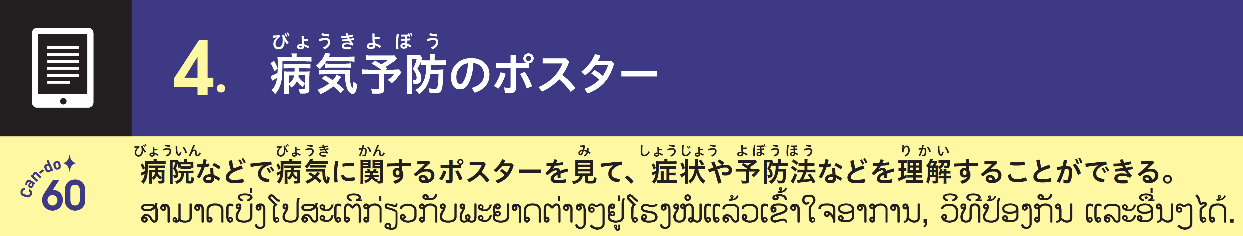 びょうきよぼう
4. 病気予防のポスター
Can-do 60
びょういん びょうき かん み しょうじょう よぼうほう りかい
病院などで病気に関するポスターを見て、症状や予防法などを理解することができる。
ສາມາດເບິ່ງໂປສະເຕີກ່ຽວກັບພະຍາດຕ່າງໆຢູ່ໂຮງໝໍແລ້ວເຂົ້າໃຈອາການ, ວິທີປ້ອງກັນ ແລະອື່ນໆໄດ້.